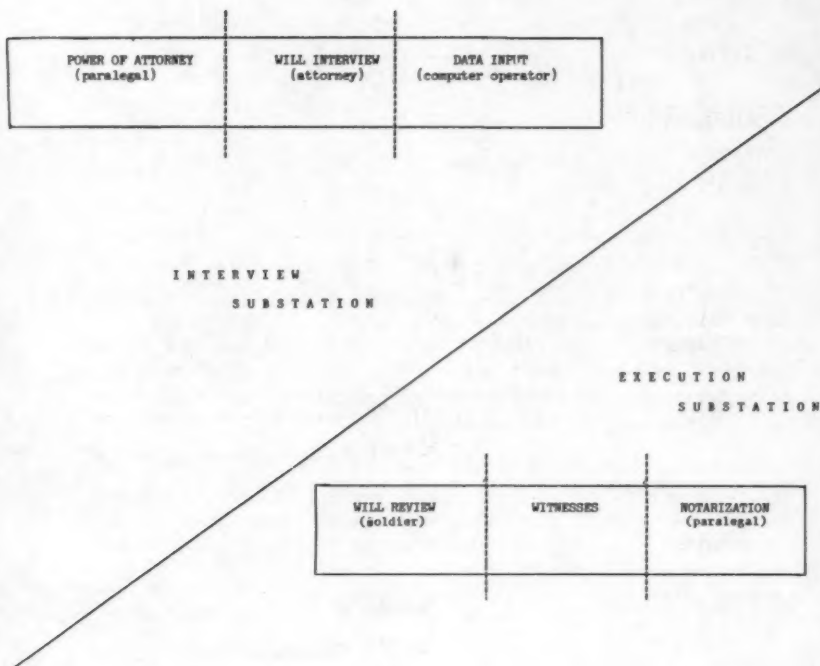 POWER OF ATTORNEY
(paralegal)
WILL INTERVIEW
(attorney)
DATA INPUT
(computer operator)
INTERVIEW
SUBSTATION
EXECUTION
SUBSTATION
WILL REVIEW
(soldier)
WITNESSES
NOTARIZATION
(paralegal)